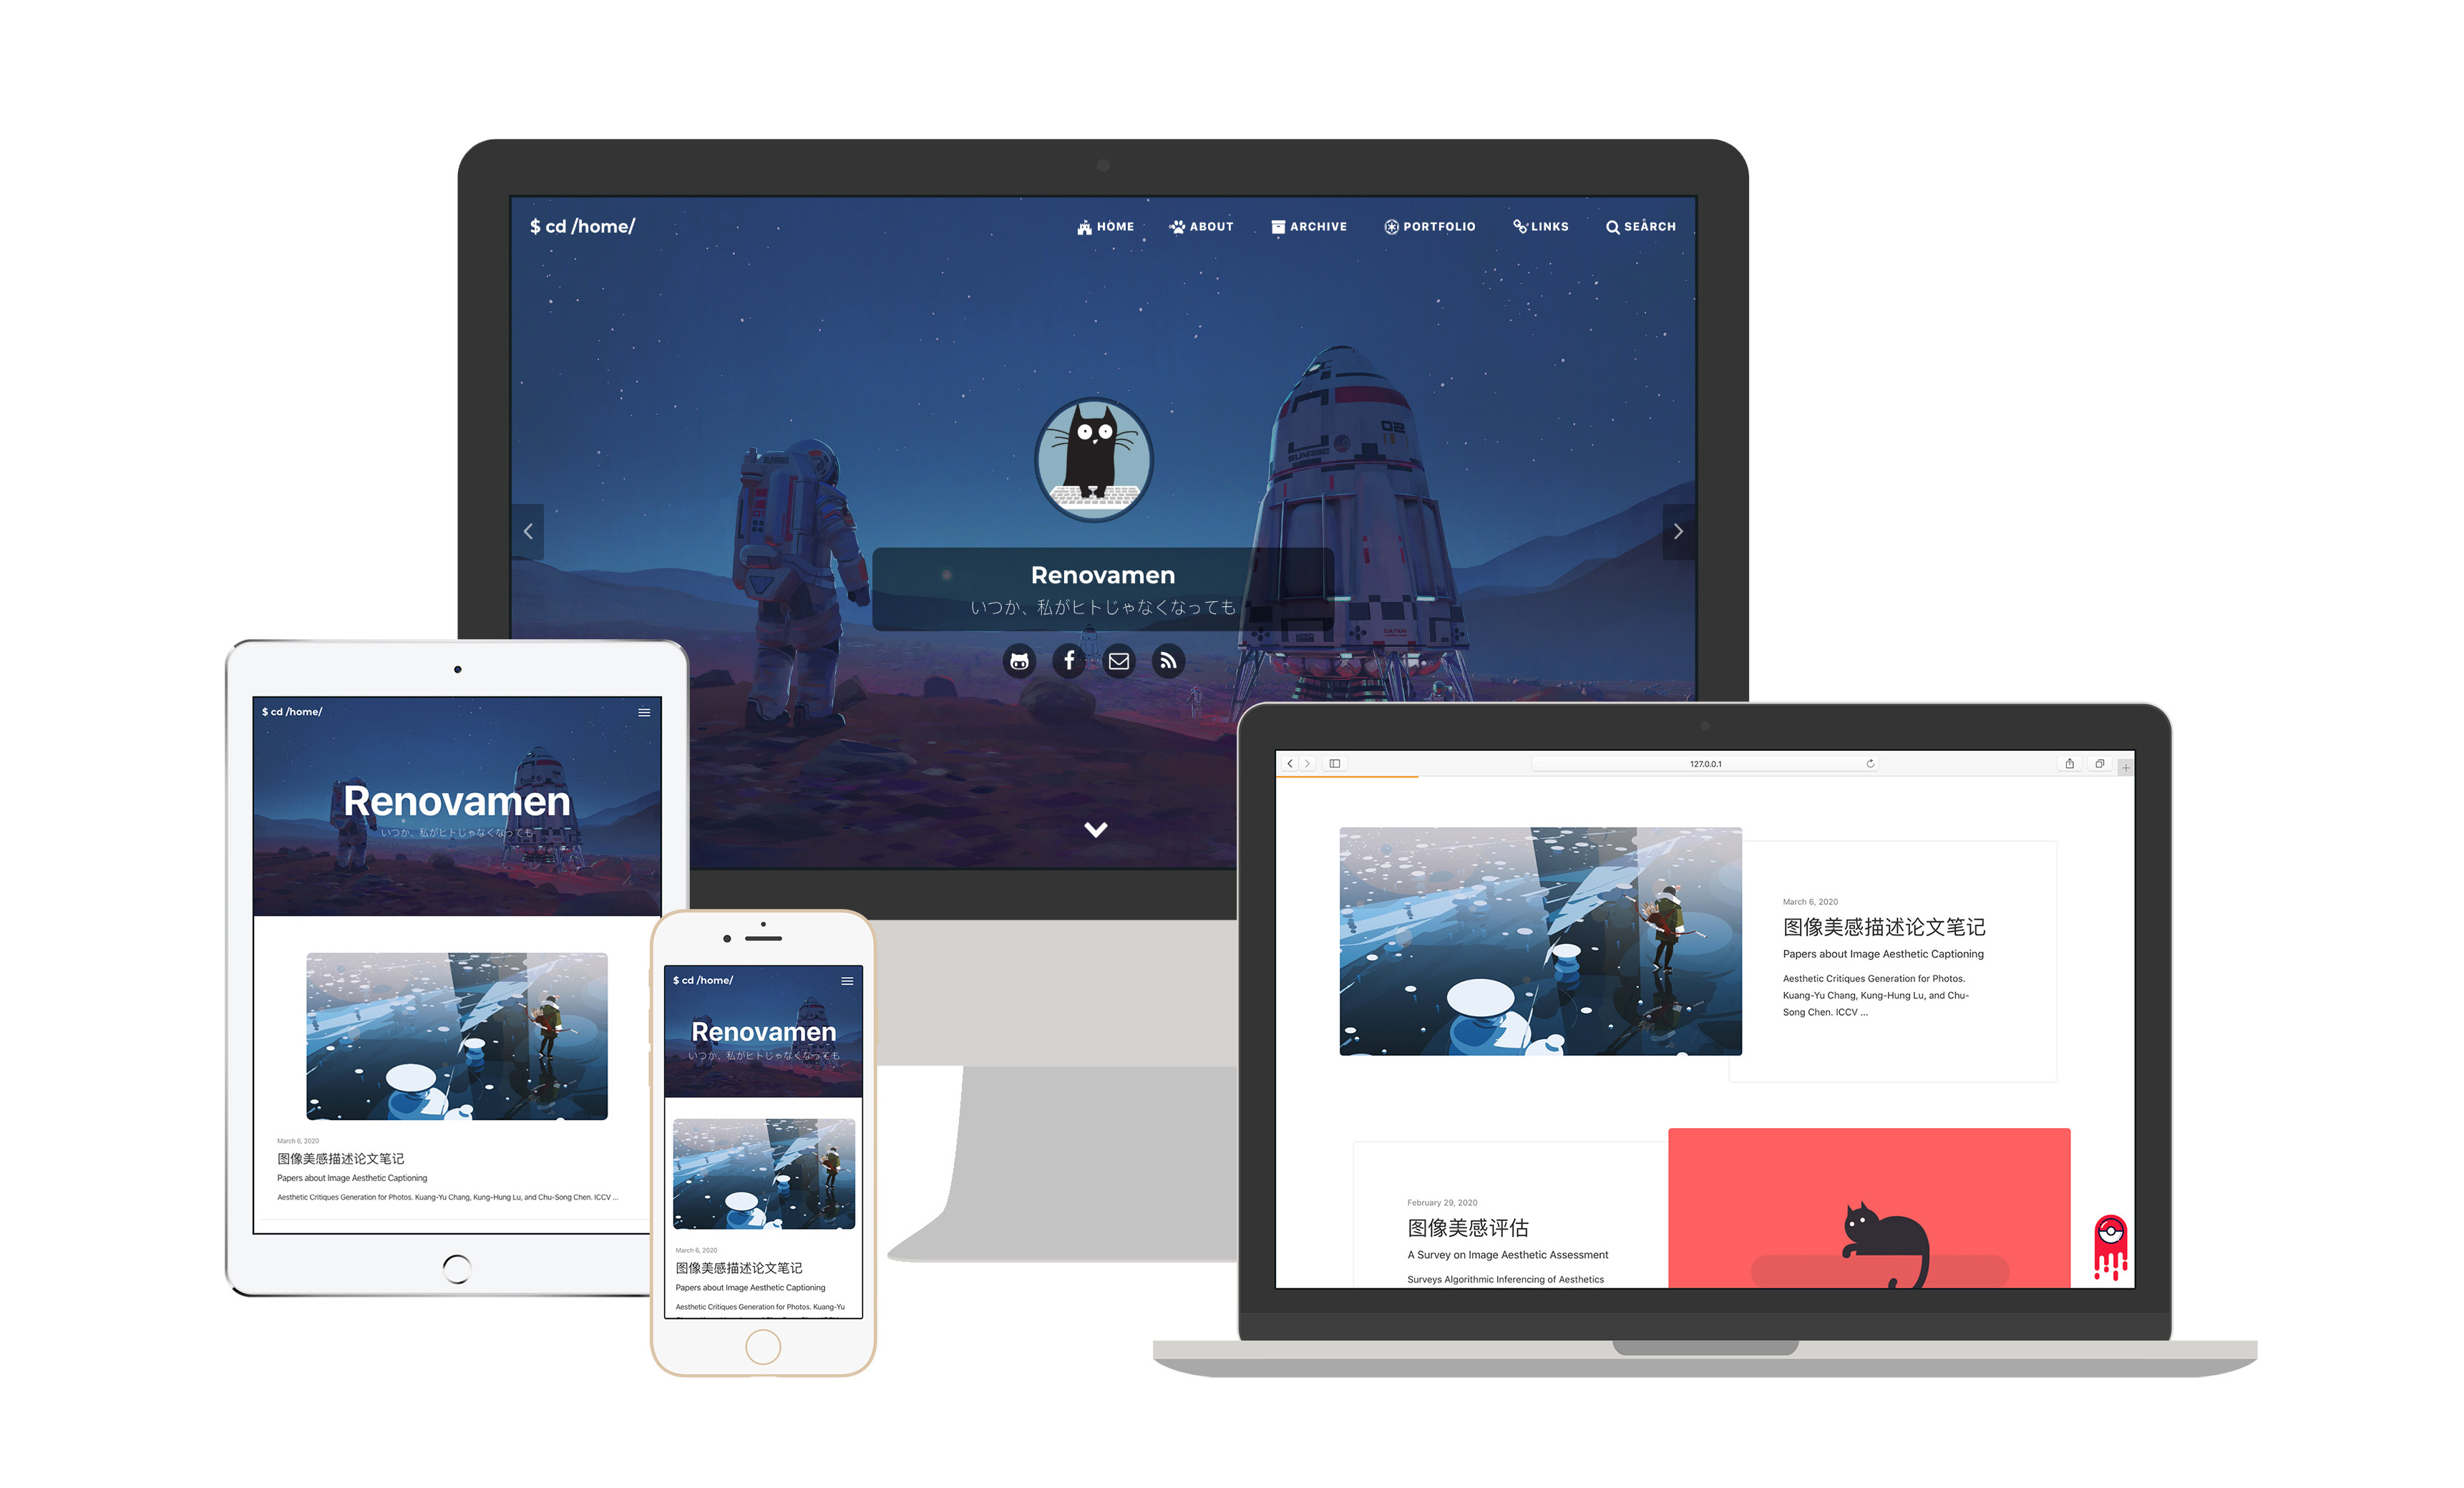 $ cd /home/
HOME
ABOUT
ARCHIVE
PORTFOLIO
LINKS
SEARCH
02
SUNRISE
Renovamen
いつか、私がヒトじゃなくなっても
$ cd /home/
Renovamen
いつか、私がヒトじゃなくなっても
March 6, 2020
图像美感描述论文笔记
Papers about Image Aesthetic Captioning
Aesthetic Critiques Generation for Photos. Kuang-Yu Chang, Kung-Hung Lu, and Chu-Song Chen. ICCV ...
$ cd /home/
Renovamen
いつか、私がヒトじゃなくなっても
March 6, 2020
图像美感描述论文笔记
Papers about Image Aesthetic Captioning
Aesthetic Critiques Generation for Photos. Kuang-Yu
127.0.0.1
March 6, 2020
图像美感描述论文笔记
Papers about Image Aesthetic Captioning
Aesthetic Critiques Generation for Photos.
Kuang-Yu Chang, Kung-Hung Lu, and Chu-
Song Chen. ICCV ...
February 29, 2020
图像美感评估
A Survey on Image Aesthetic Assessment
Surveys Algorithmic Inferencing of Aesthetics